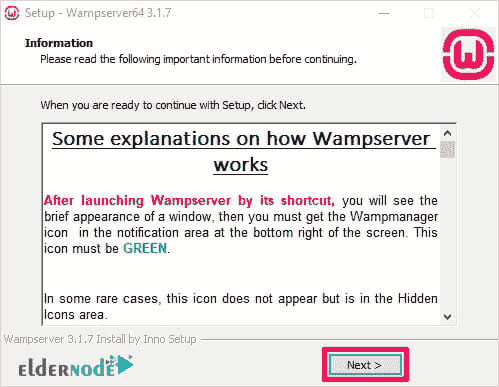 Setup - Wampserver64 3.1.7
Information
Please read the following important information before continuing.
When you are ready to continue with Setup, click Next.
Some explanations on how Wampserver
works
After launching Wampserver by its shortcut, you will see the
brief appearance of a window, then you must get the Wampmanager
icon in the notification area at the bottom right of the screen. This
icon must be GREEN.
In some rare cases, this icon does not appear but is in the Hidden
Icons area.
Wampserver 3.1.7 Install by Inno Setup
eldernode
Next >